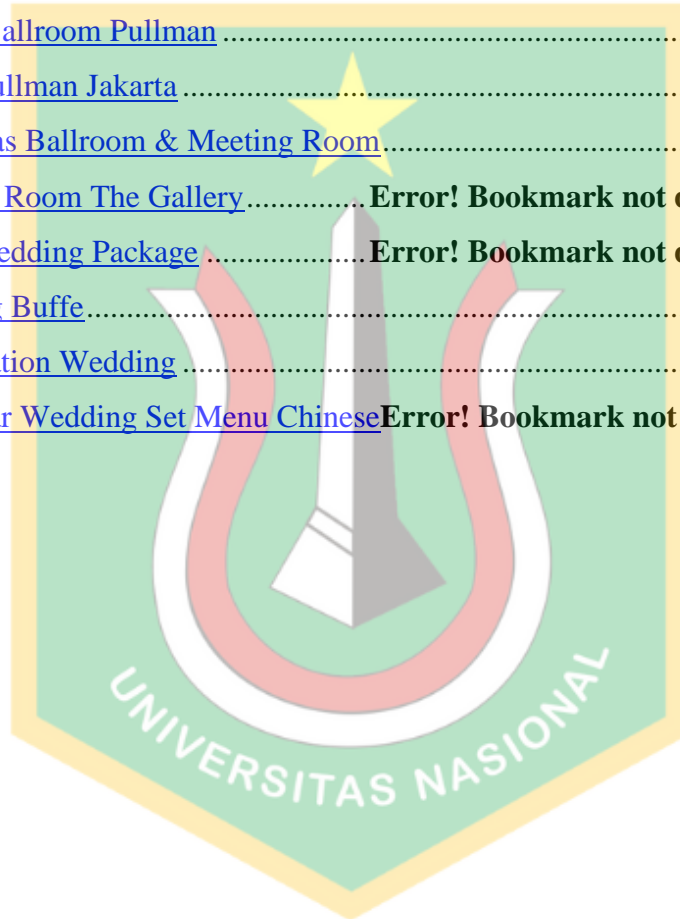 allroom Pullman ..........................................................
ullman Jakarta ...............................................................
as Ballroom & Meeting Room.......................................
Room The Gallery............... Error! Bookmark not
edding Package .................... Error! Bookmark not
Buffe..............................................................................
tion Wedding ................................................................
r Wedding Set Menu ChineseError! Bookmark not
UNIVERSITAS NASIONAL